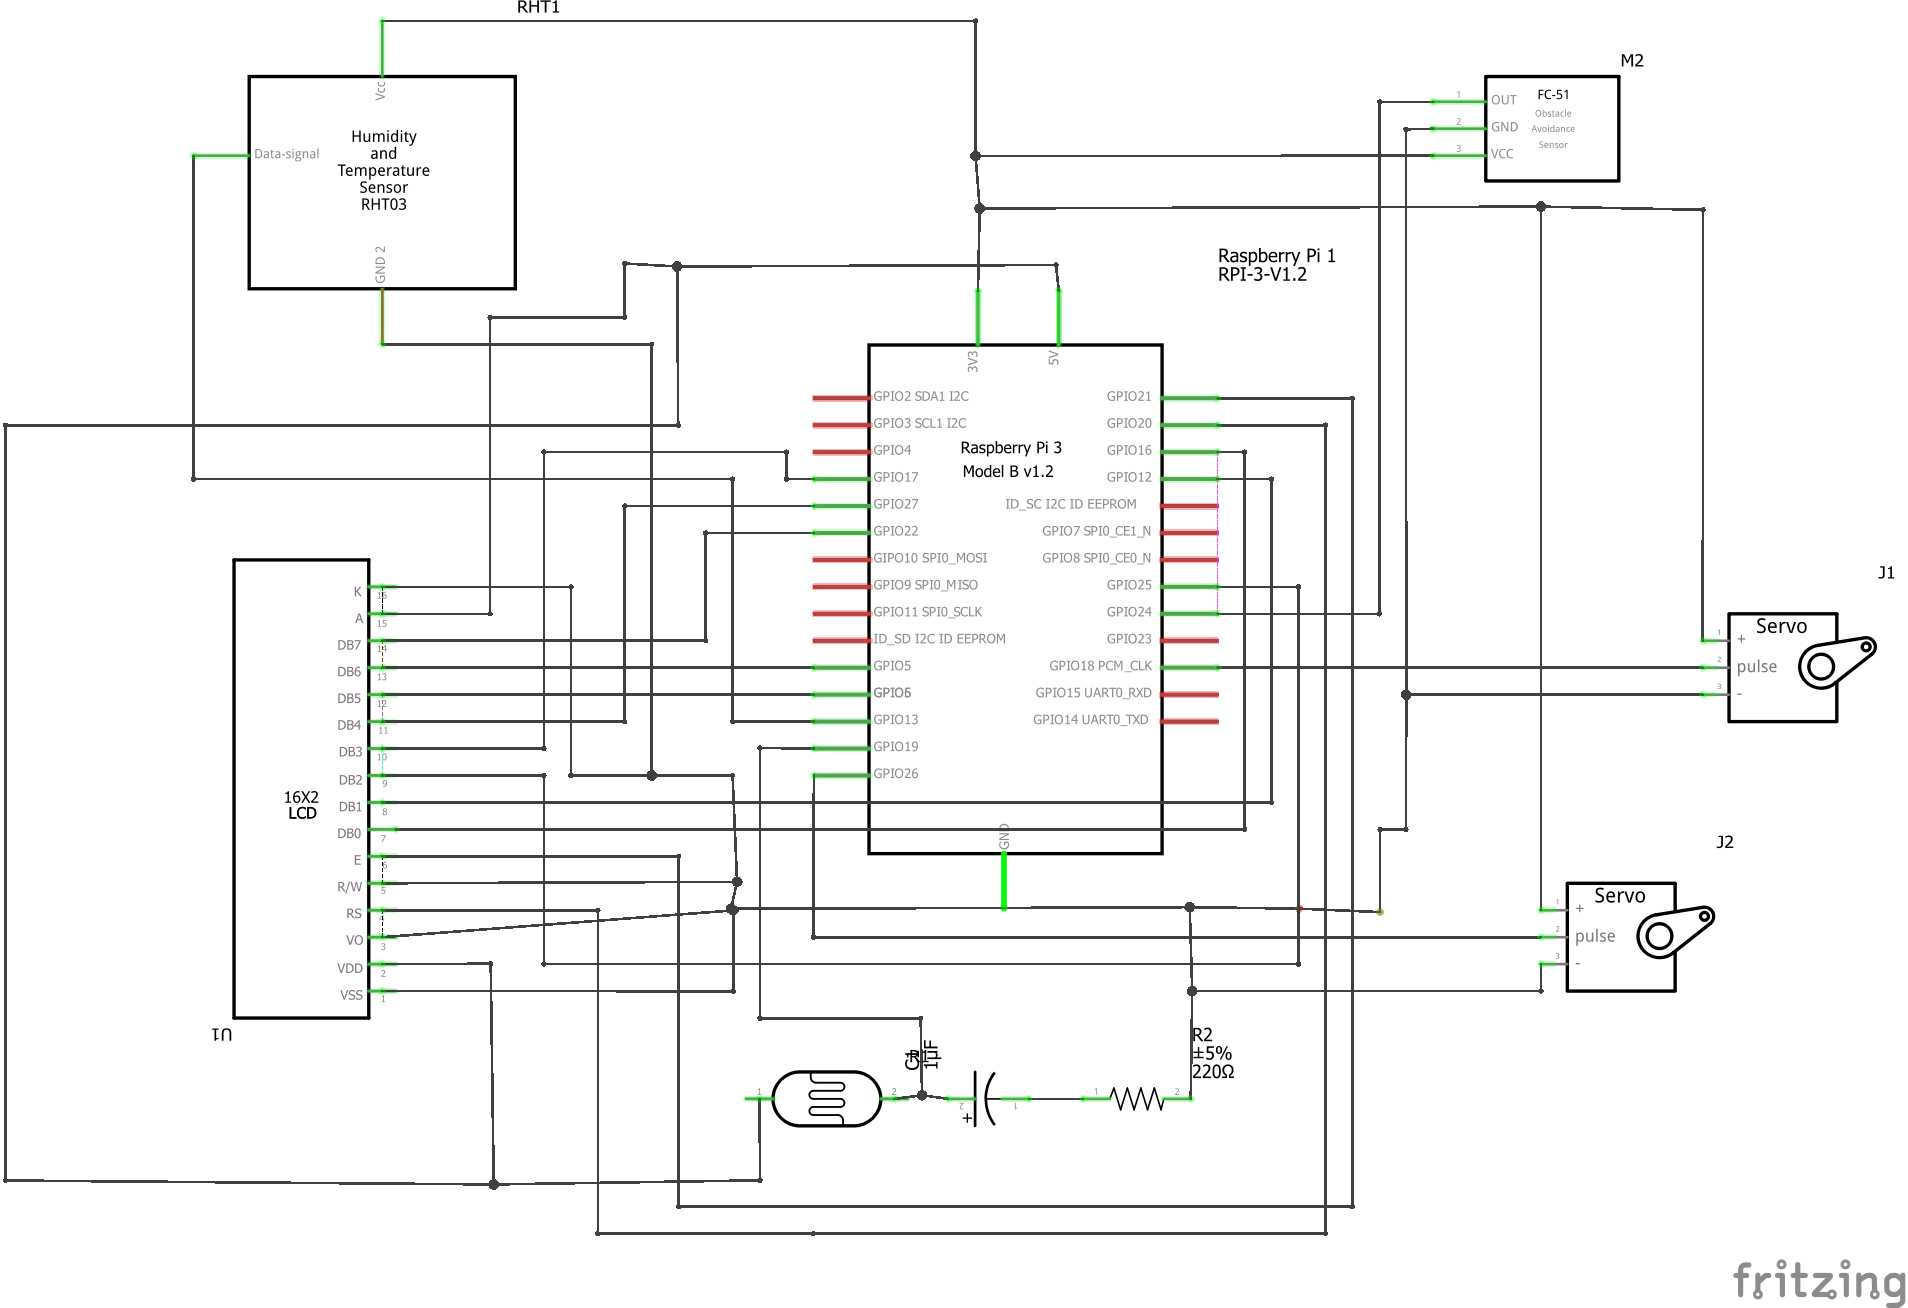 RHT1
Vcc
Humidity
and
Temperature
Sensor
RHT03
Data-signal
GND 2
M2
FC-51
Obstacle
Avoidance
Sensor
1
OUT
2
GND
3
VCC
Raspberry Pi 1
RPI-3-V1.2
3V3
5V
Raspberry Pi 3
Model B v1.2
GPIO2 SDA1 I2C
GPIO3 SCL1 I2C
GPIO4
GPIO17
GPIO27
GPIO22
GIPO10 SPI0_MOSI
GPIO9 SPI0_MISO
GPIO11 SPI0_SCLK
ID_SD I2C ID EEPROM
GPIO5
GPIO6
GPIO13
GPIO19
GPIO26
GPIO21
GPIO20
GPIO16
GPIO12
ID_SC I2C ID EEPROM
GPIO7 SPI0_CE1_N
GPIO8 SPI0_CE0_N
GPIO25
GPIO24
GPIO23
GPIO18 PCM_CLK
GPIO15 UART0_RXD
GPIO14 UART0_TXD
GND
J1
Servo
1
+
2
pulse
3
-
J2
Servo
1
+
2
pulse
3
-
16X2
LCD
K
A
15
DB7
14
DB6
13
DB5
12
DB4
11
DB3
10
DB2
9
DB1
8
DB0
7
E
6
R/W
5
RS
4
VO
3
VDD
2
VSS
1
U1
1
2
C1
1µF
2
+
1
R2
±5%
220Ω
1
2
fritzing